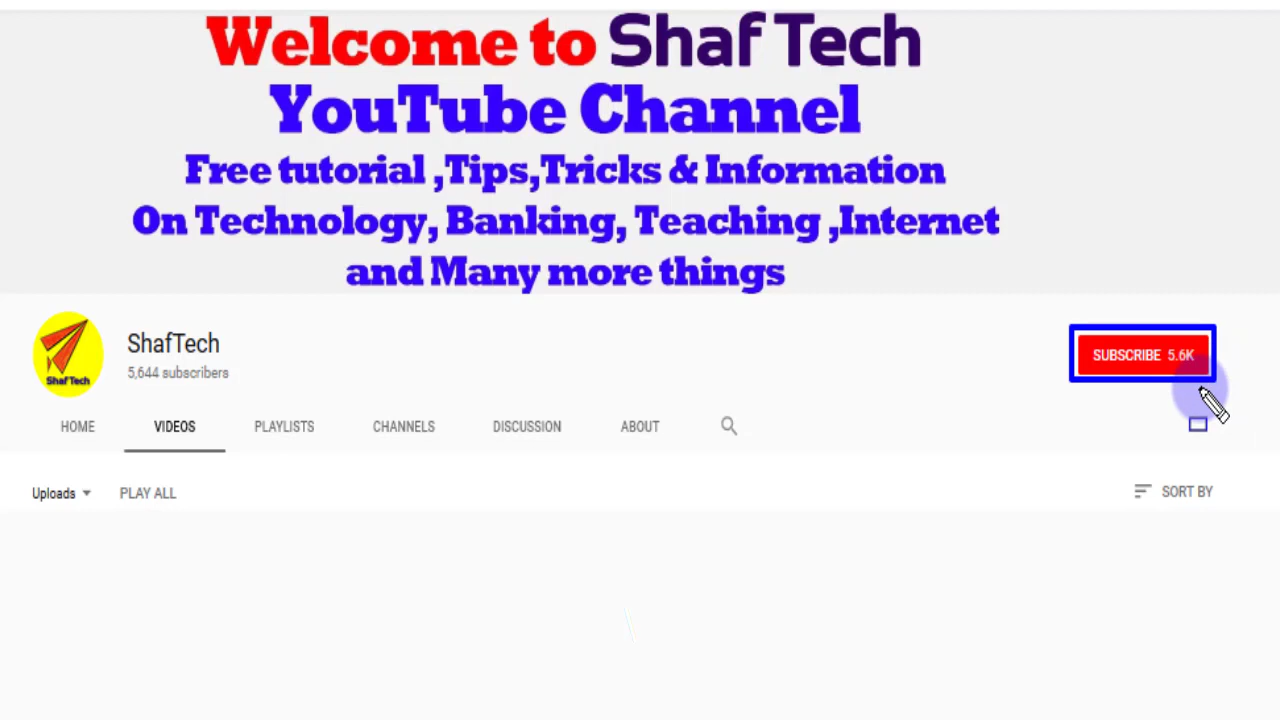 Welcome to Shaf Tech
YouTube Channel
Free tutorial ,Tips,Tricks & Information
On Technology, Banking, Teaching ,Internet
and Many more things
ShafTech
5,644 subscribers
Shaf Tech
SUBSCRIBE 5.6K
HOME VIDEOS PLAYLISTS CHANNELS DISCUSSION ABOUT
Uploads PLAY ALL SORT BY